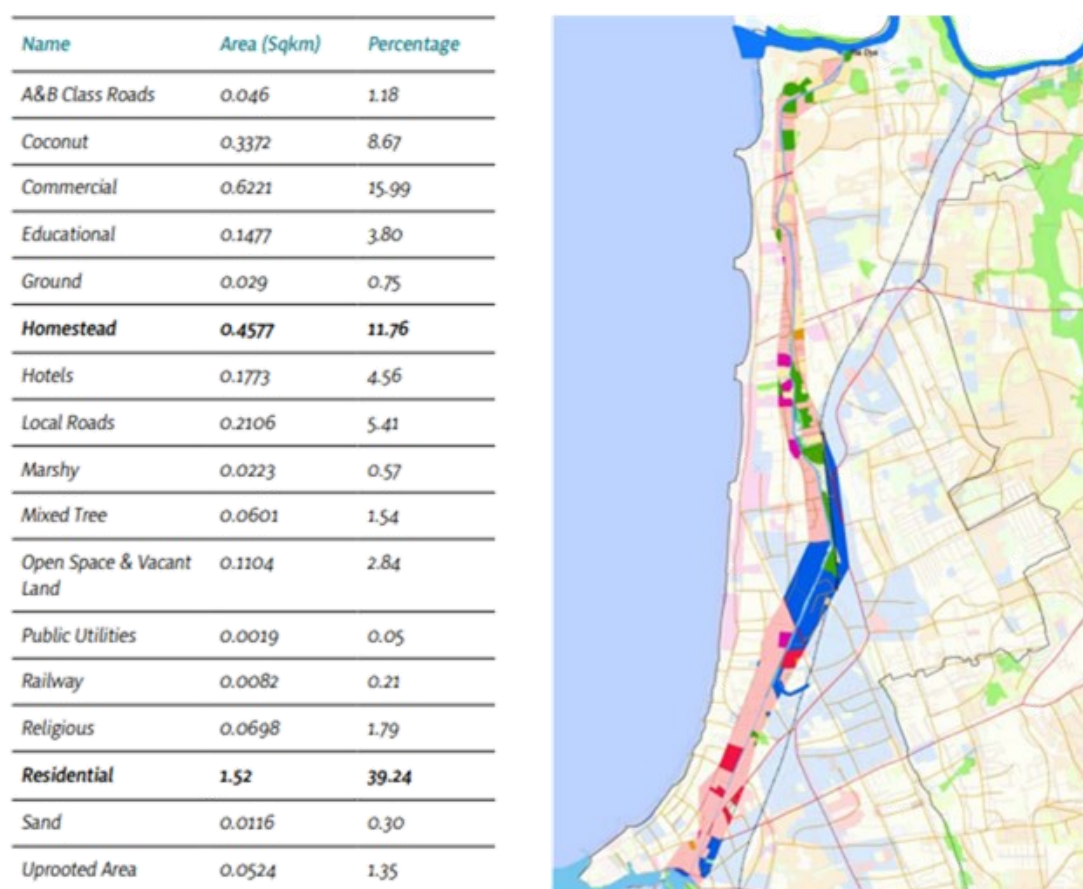 Name Area (Sqkm) Percentage
A&B Class Roads 0.046 1.18
Coconut 0.3372 8.67
Commercial 0.6221 15.99
Educational 0.1477 3.80
Ground 0.029 0.75
Homestead 0.4577 11.76
Hotels 0.1773 4.56
Local Roads 0.2106 5.41
Marshy 0.0223 0.57
Mixed Tree 0.0601 1.54
Open Space & Vacant 0.1104 2.84
Land
Public Utilities 0.0019 0.05
Railway 0.0082 0.21
Religious 0.0698 1.79
Residential 1.52 39.24
Sand 0.0116 0.30
Uprooted Area 0.0524 1.35